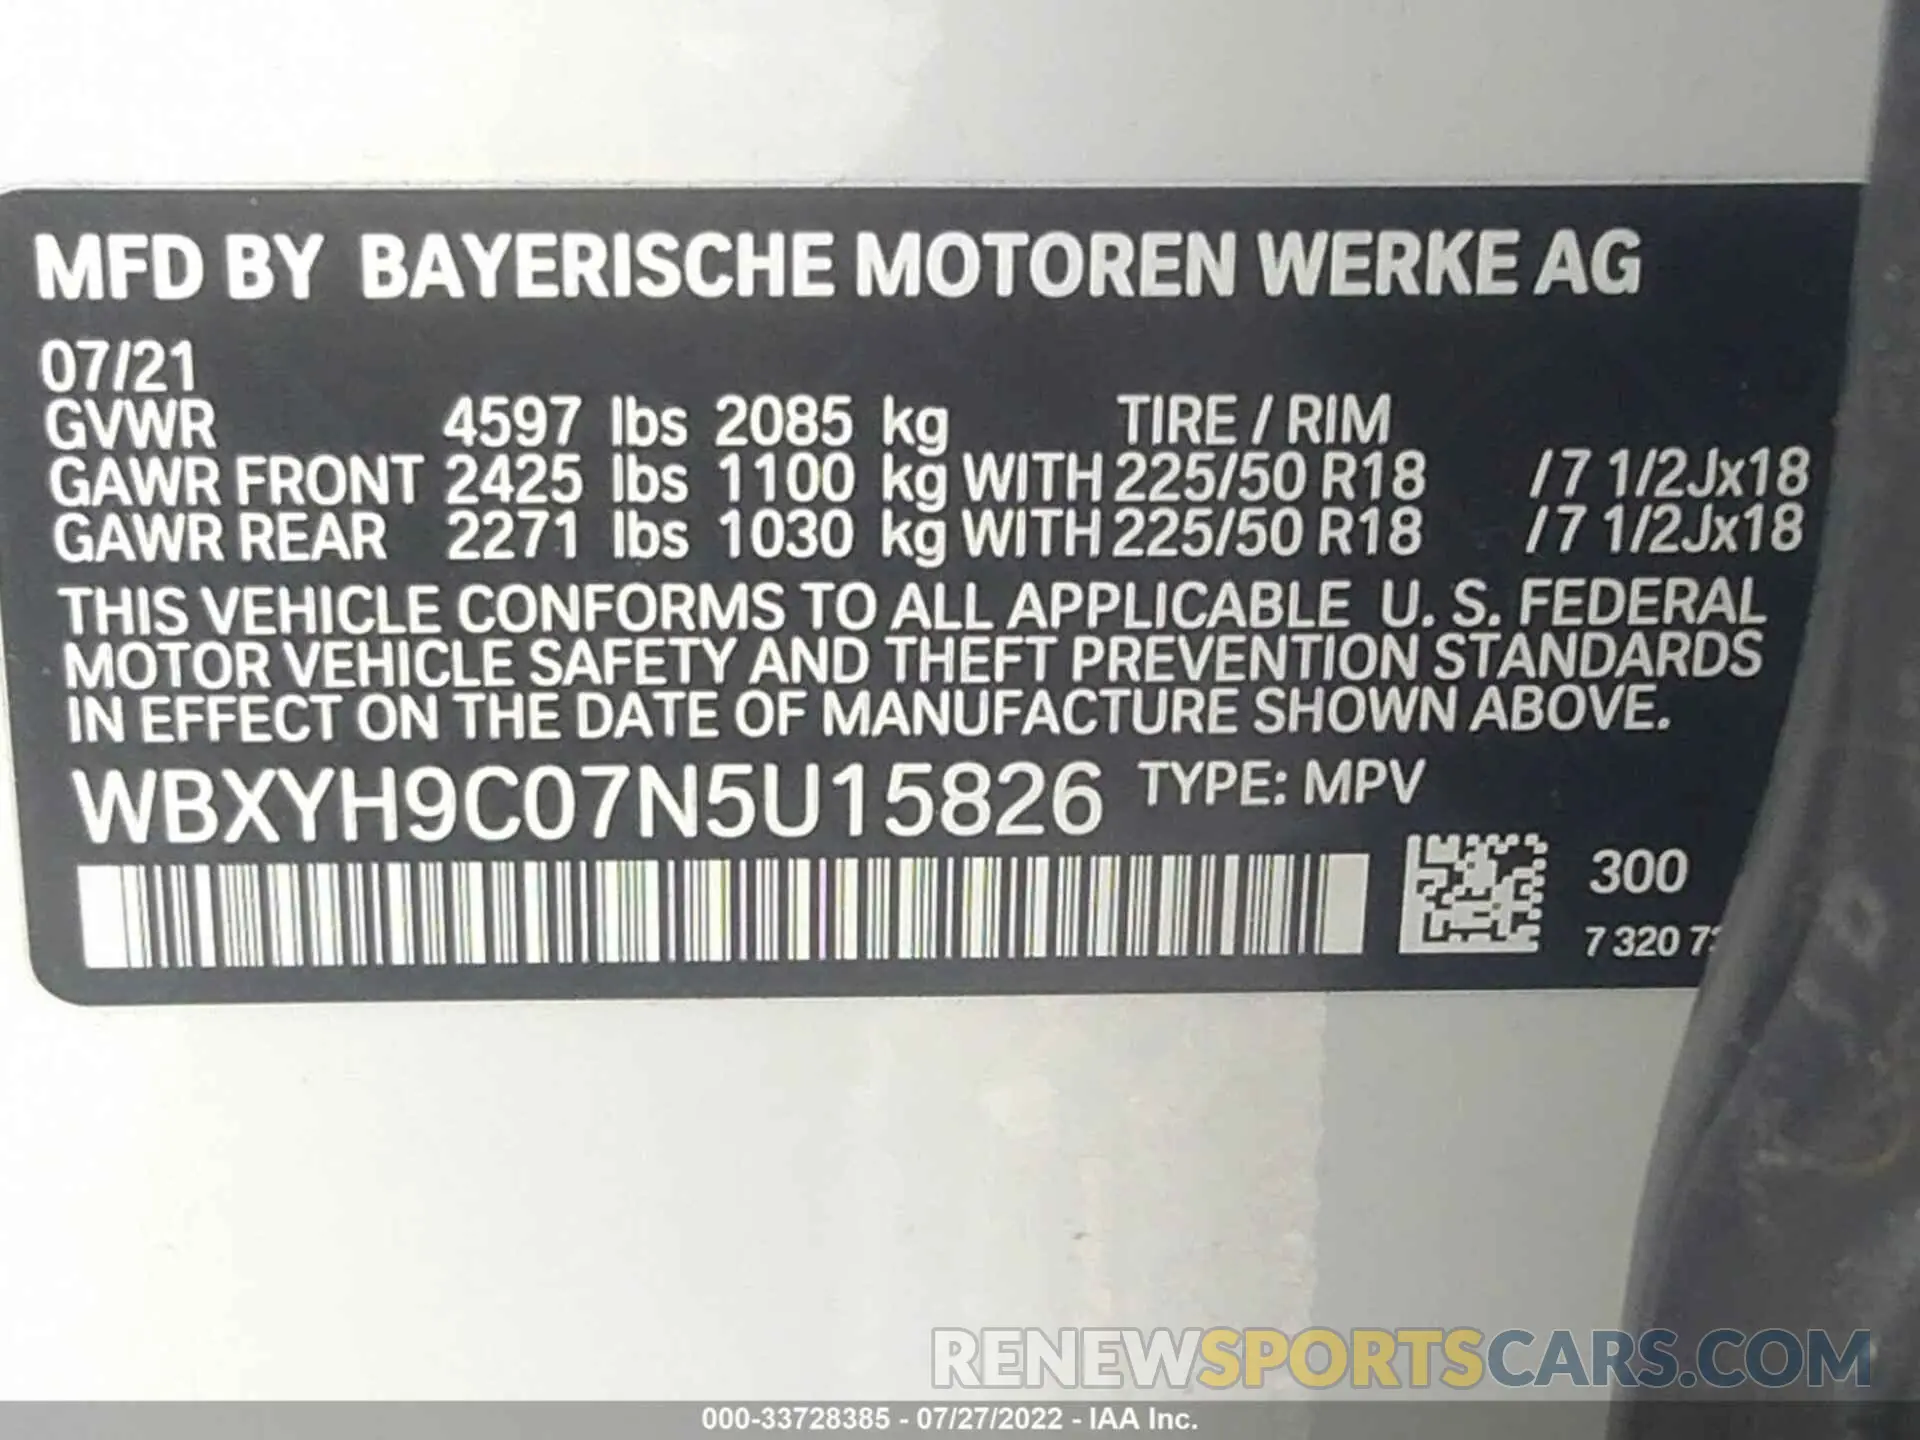 MFD BY BAYERISCHE MOTOREN WERKE AG
07/21
GVWR 4597 lbs 2085 kg TIRE / RIM
GAWR FRONT 2425 lbs 1100 kg WITH 225/50 R18 /7 1/2Jx18
GAWR REAR 2271 lbs 1030 kg WITH 225/50 R18 /7 1/2Jx18
THIS VEHICLE CONFORMS TO ALL APPLICABLE U. S. FEDERAL
MOTOR VEHICLE SAFETY AND THEFT PREVENTION STANDARDS
IN EFFECT ON THE DATE OF MANUFACTURE SHOWN ABOVE.
WBXYH9C07N5U15826 TYPE: MPV
300
7 320
RENEWSPORTSCARS.COM
000-33728385 - 07/27/2022 - IAA Inc.